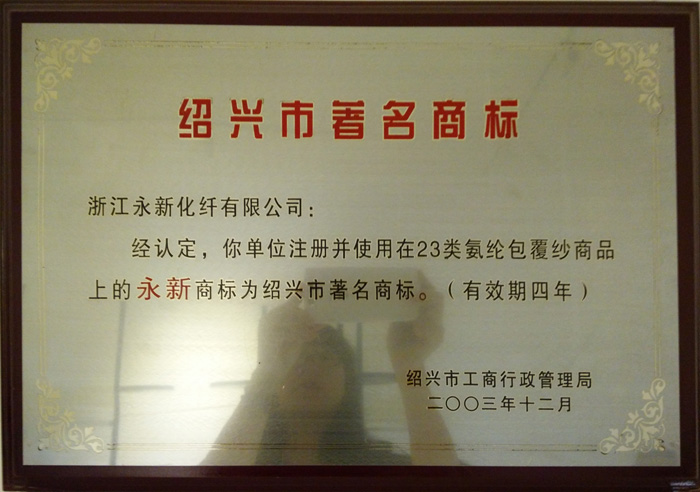 绍兴市著名商标
浙江永新化纤有限公司：
经认定，你单位注册并使用在23类氨纶包覆纱商品
上的永新商标为绍兴市著名商标。（有效期四年）
绍兴市工商行政管理局
二〇〇三年十二月